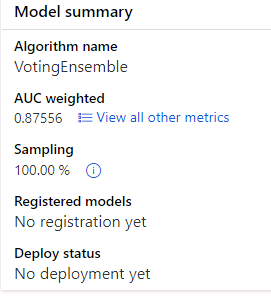 Model summary
Algorithm name
VotingEnsemble
AUC weighted
0.87556 View all other metrics
Sampling
100.00 %
Registered models
No registration yet
Deploy status
No deployment yet